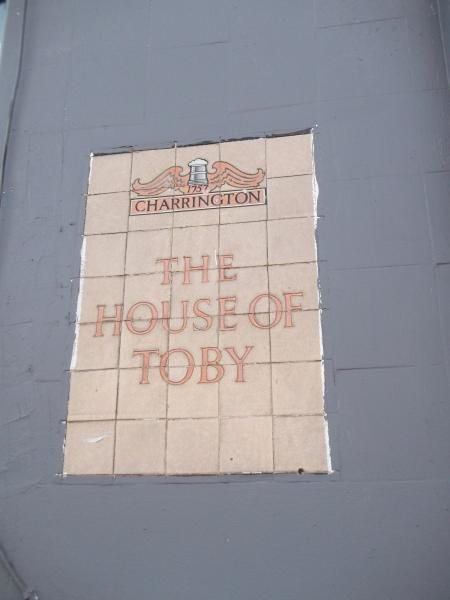 1757
CHARRINGTON
THE
HOUSE OF
TOBY